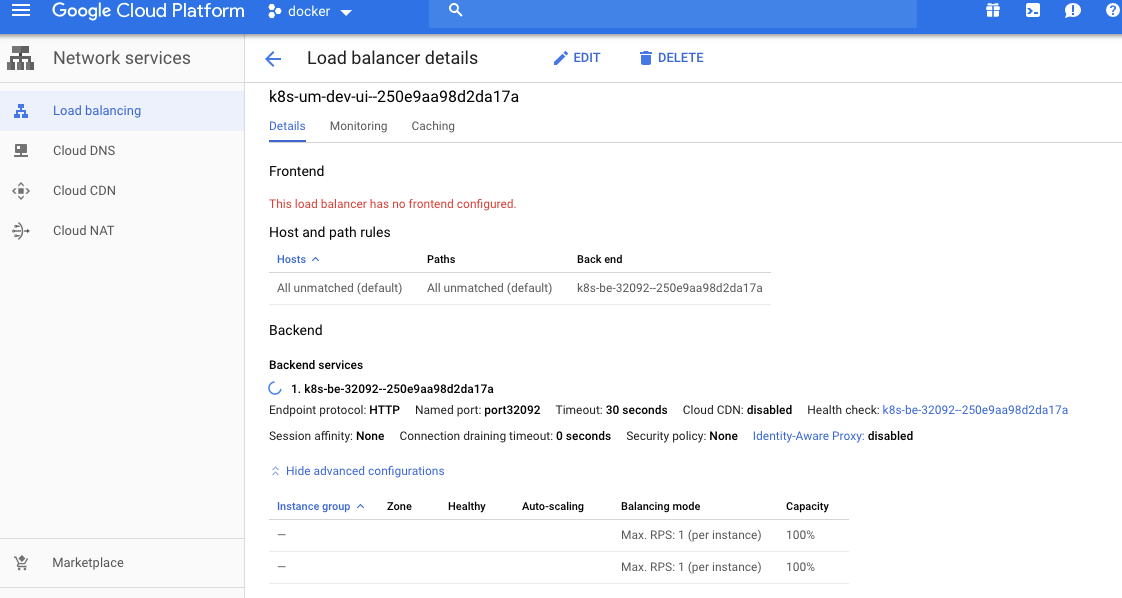 Google Cloud Platform docker
Network services
Load balancer details EDIT DELETE
k8s-um-dev-ui--250e9aa98d2da17a
Load balancing
Cloud DNS
Cloud CDN
Cloud NAT
Marketplace
Details Monitoring Caching
Frontend
This load balancer has no frontend configured.
Host and path rules
Hosts Paths Back end
All unmatched (default) All unmatched (default) k8s-be-32092--250e9aa98d2da17a
Backend
Backend services
1. k8s-be-32092--250e9aa98d2da17a
Endpoint protocol: HTTP Named port: port32092 Timeout: 30 seconds Cloud CDN: disabled Health check: k8s-be-32092--250e9aa98d2da17a
Session affinity: None Connection draining timeout: 0 seconds Security policy: None Identity-Aware Proxy: disabled
Hide advanced configurations
Instance group Zone Healthy Auto-scaling Balancing mode Capacity
— Max. RPS: 1 (per instance) 100%
— Max. RPS: 1 (per instance) 100%